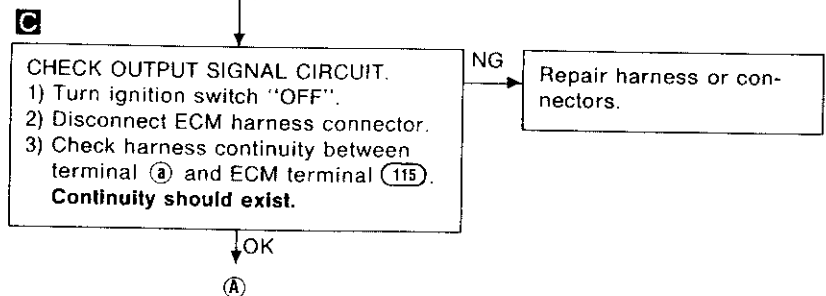 C
CHECK OUTPUT SIGNAL CIRCUIT.
1) Turn ignition switch "OFF".
2) Disconnect ECM harness connector.
3) Check harness continuity between
terminal ⓐ and ECM terminal (115).
Continuity should exist.
NG
Repair harness or con-
nectors.
OK
Ⓐ